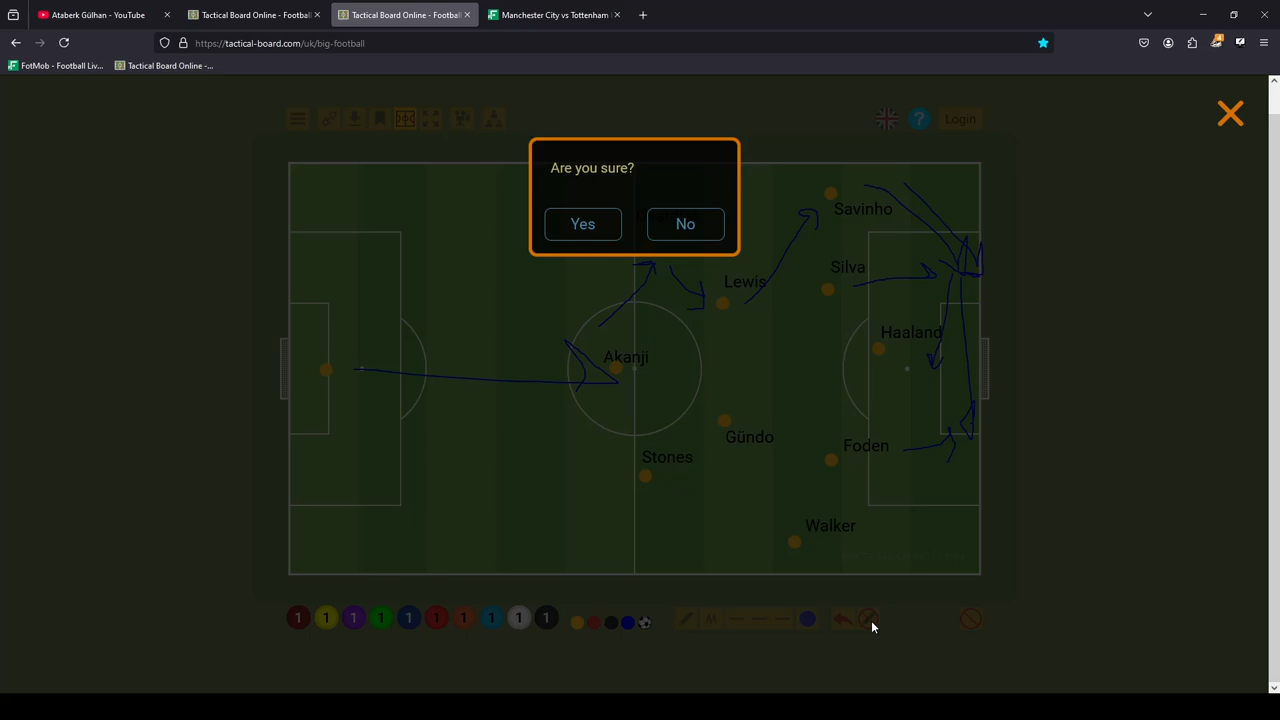 Ataberk Gülhan - YouTube
Tactical Board Online - Footbal
Tactical Board Online - Footbal
Manchester City vs Tottenham
https://tactical-board.com/uk/big-football
FotMob - Football Liv...
Tactical Board Online -...
Login
Are you sure?
Yes
No
Savinho
Silva
Lewis
Haaland
Akanji
Gündo
Foden
Stones
Walker
1 1 1 1 1 1 1 1 1 1